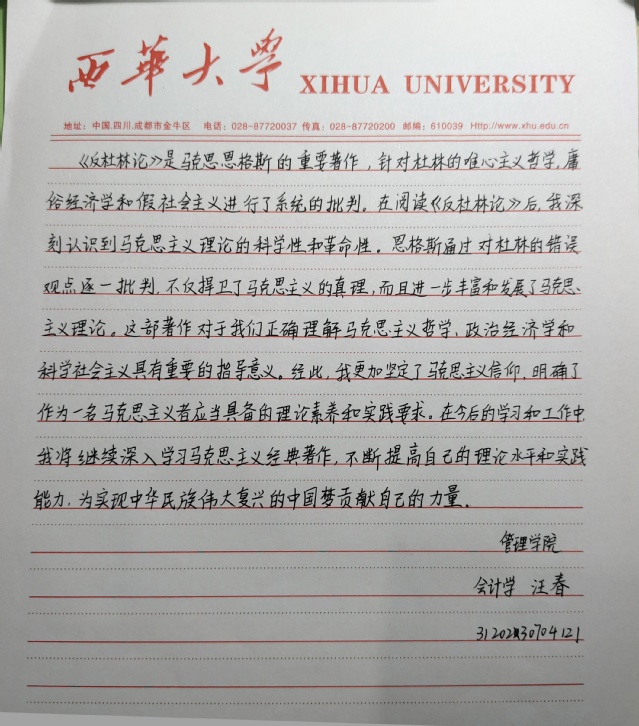 西華大學 XIHUA UNIVERSITY
地址：中国.四川.成都市金牛区 电话：028-87720037 传真：028-87720200 邮编：610039 Http://www.xhu.edu.cn
《反杜林论》是马克思恩格斯的重要著作，针对杜林的唯心主义哲学，庸
俗经济学和假社会主义进行了系统的批判。在阅读《反杜林论》后，我深
刻认识到马克思主义理论的科学性和革命性。恩格斯通过对杜林的错误
观点逐一批判，不仅捍卫了马克思主义的真理，而且进一步丰富和发展了马克思
主义理论。这部著作对于我们正确理解马克思主义哲学、政治经济学和
科学社会主义具有重要的指导意义。经此，我更加坚定了马克思主义信仰，明确了
作为一名马克思主义者应当具备的理论素养和实践要求。在今后的学习和工作中
我将继续深入学习马克思主义经典著作，不断提高自己的理论水平和实践
能力，为实现中华民族伟大复兴的中国梦贡献自己的力量。
管理学院
会计学 汪春